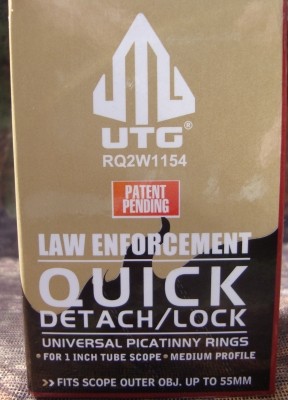 UTG®
RQ2W1154
PATENT
PENDING
LAW ENFORCEMENT
QUICK
DETACH/LOCK
UNIVERSAL PICATINNY RINGS
• FOR 1 INCH TUBE SCOPE • MEDIUM PROFILE
>> FITS SCOPE OUTER OBJ. UP TO 55MM